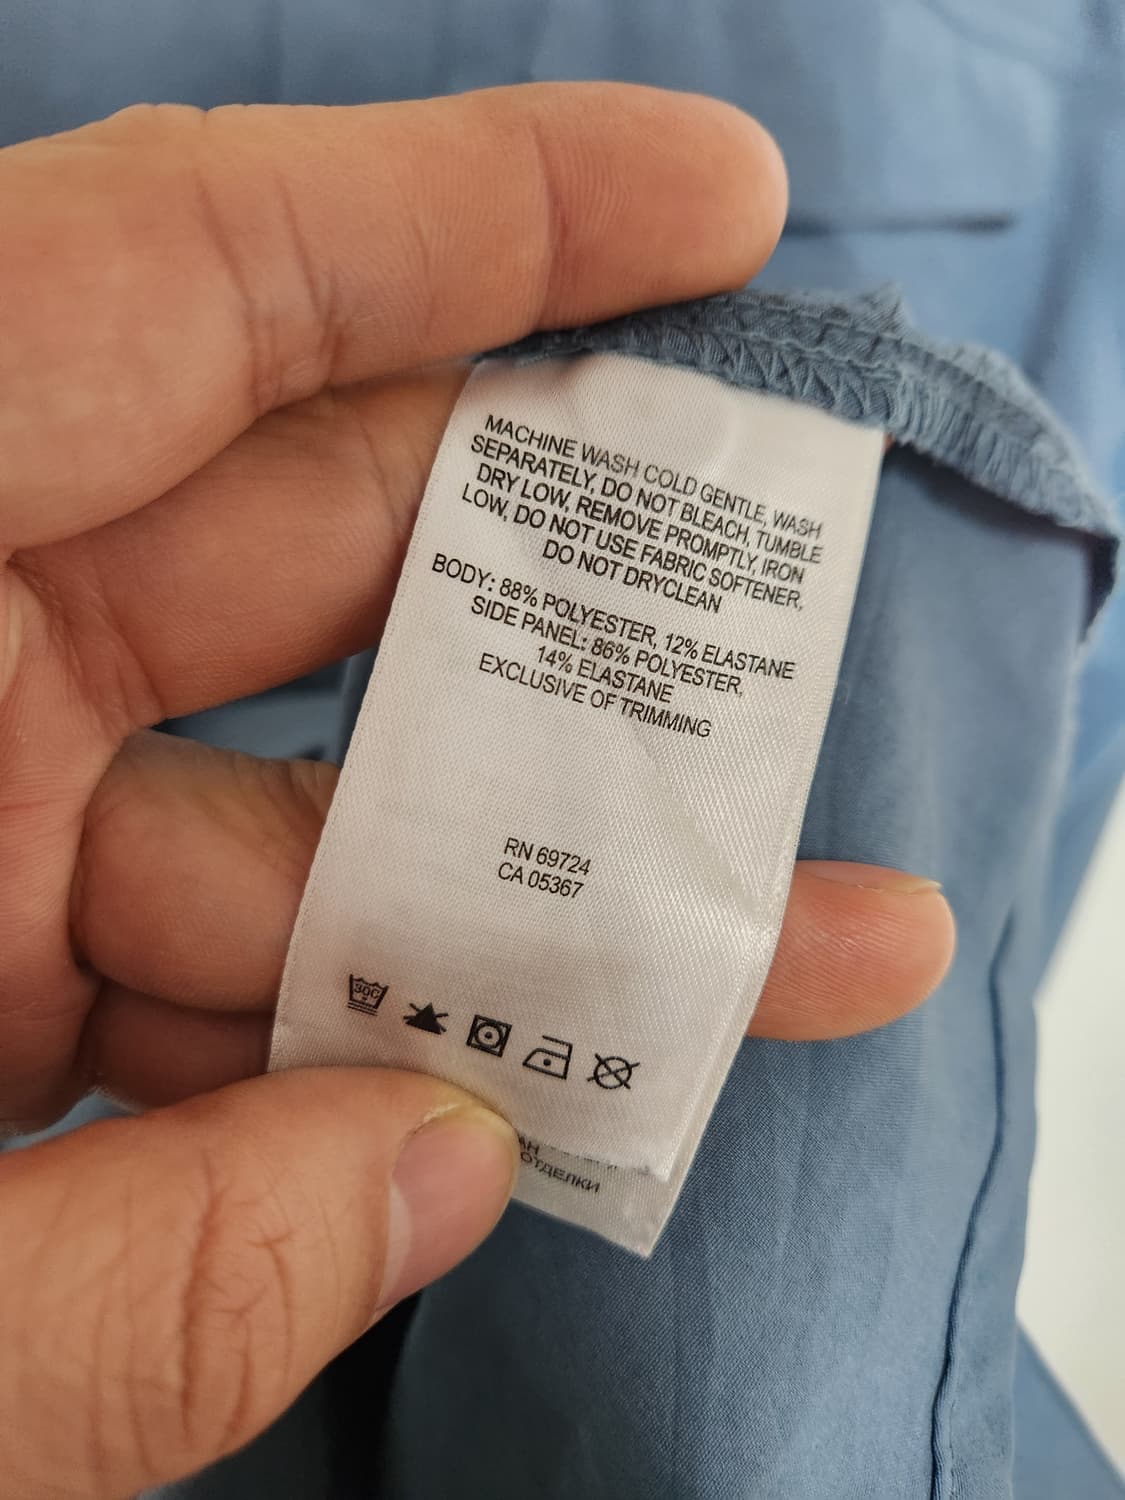 MACHINE WASH COLD GENTLE, WASH
SEPARATELY, DO NOT BLEACH, TUMBLE
DRY LOW, REMOVE PROMPTLY, IRON
LOW, DO NOT USE FABRIC SOFTENER,
DO NOT DRYCLEAN
BODY: 88% POLYESTER, 12% ELASTANE
SIDE PANEL: 86% POLYESTER,
14% ELASTANE
EXCLUSIVE OF TRIMMING
RN 69724
CA 05367
30C
ОТДЕЛКИ